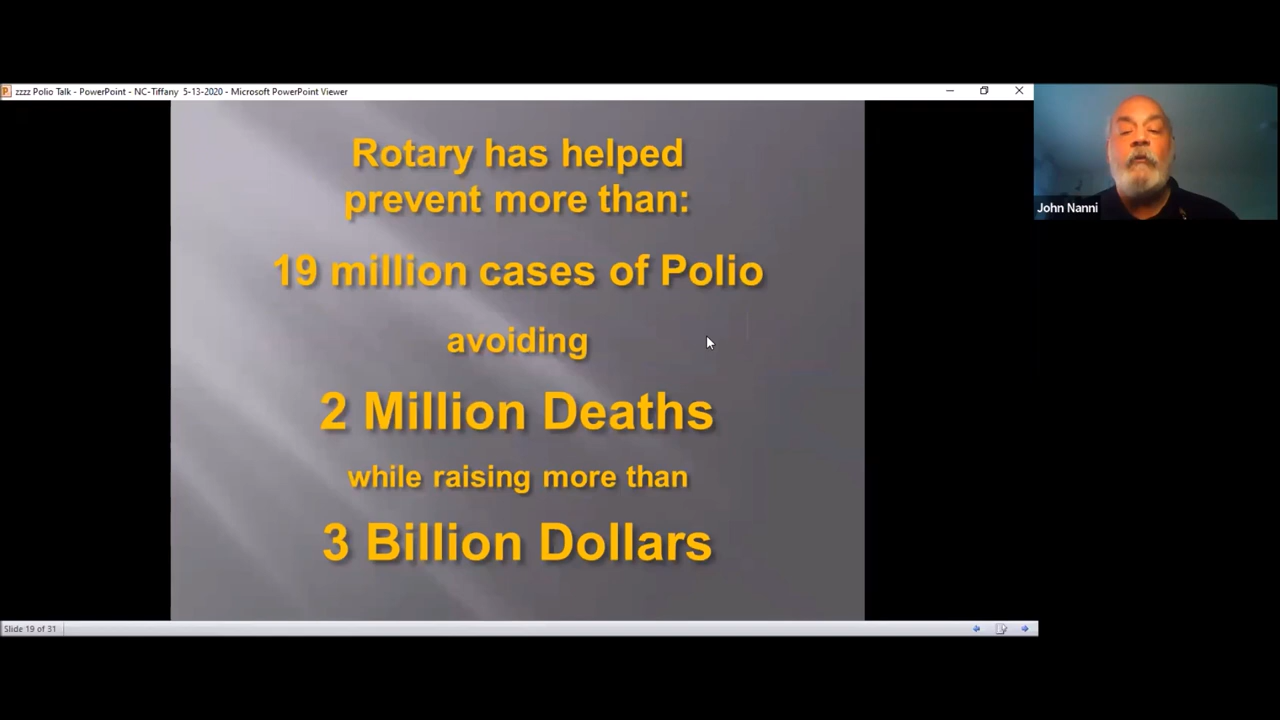 zzzz Polio Talk - PowerPoint - NC-Tiffany 5-13-2020 - Microsoft PowerPoint Viewer
Rotary has helped
prevent more than:
19 million cases of Polio
avoiding
2 Million Deaths
while raising more than
3 Billion Dollars
John Nanni
Slide 19 of 31